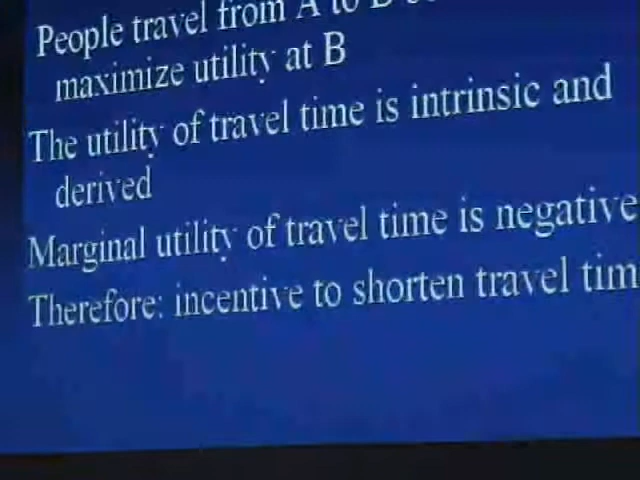 People travel from A to B
maximize utility at B
The utility of travel time is intrinsic and
derived
Marginal utility of travel time is negative
Therefore: incentive to shorten travel tim